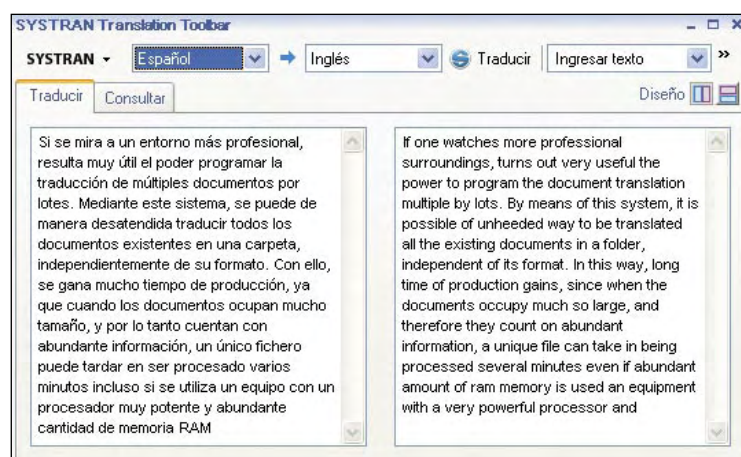 SYSTRAN Translation Toolbar
SYSTRAN Español Inglés Traducir Ingresar texto »
Traducir Consultar Diseño
Si se mira a un entorno más profesional,
resulta muy útil el poder programar la
traducción de múltiples documentos por
lotes. Mediante este sistema, se puede de
manera desatendida traducir todos los
documentos existentes en una carpeta,
independientemente de su formato. Con ello,
se gana mucho tiempo de producción, ya
que cuando los documentos ocupan mucho
tamaño, y por lo tanto cuentan con
abundante información, un único fichero
puede tardar en ser procesado varios
minutos incluso si se utiliza un equipo con un
procesador muy potente y abundante
cantidad de memoria RAM
If one watches more professional
surroundings, turns out very useful the
power to program the document translation
multiple by lots. By means of this system, it is
possible of unheeded way to be translated
all the existing documents in a folder,
independent of its format. In this way, long
time of production gains, since when the
documents occupy much so large, and
therefore they count on abundant
information, a unique file can take in being
processed several minutes even if abundant
amount of ram memory is used an equipment
with a very powerful processor and